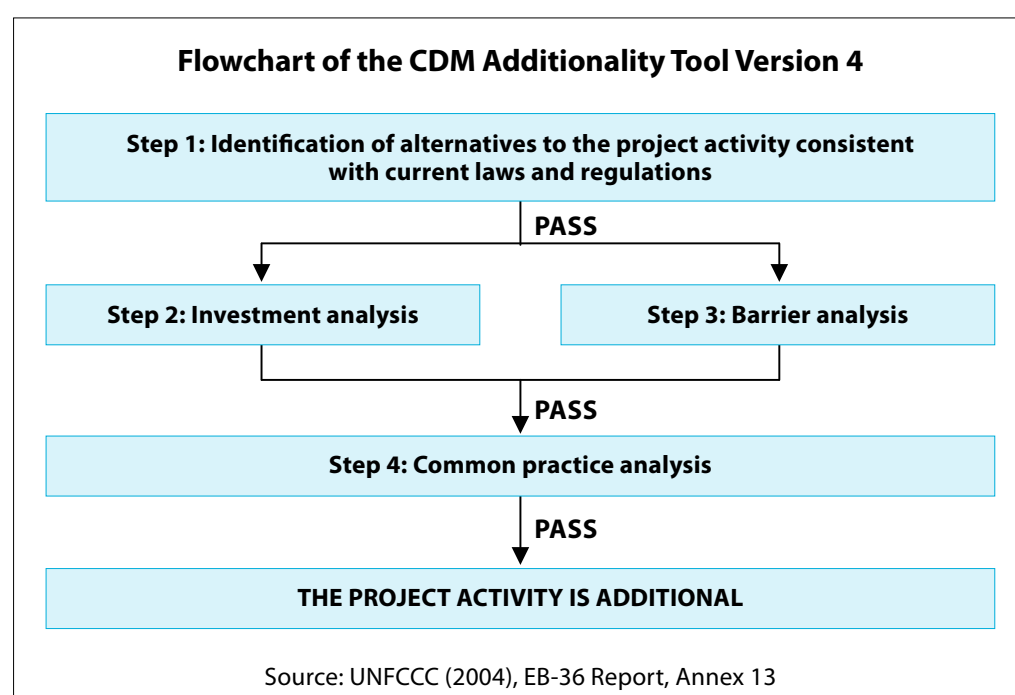 Flowchart of the CDM Additionality Tool Version 4
Step 1: Identification of alternatives to the project activity consistent
with current laws and regulations
PASS
Step 2: Investment analysis
Step 3: Barrier analysis
PASS
Step 4: Common practice analysis
PASS
THE PROJECT ACTIVITY IS ADDITIONAL
Source: UNFCCC (2004), EB-36 Report, Annex 13